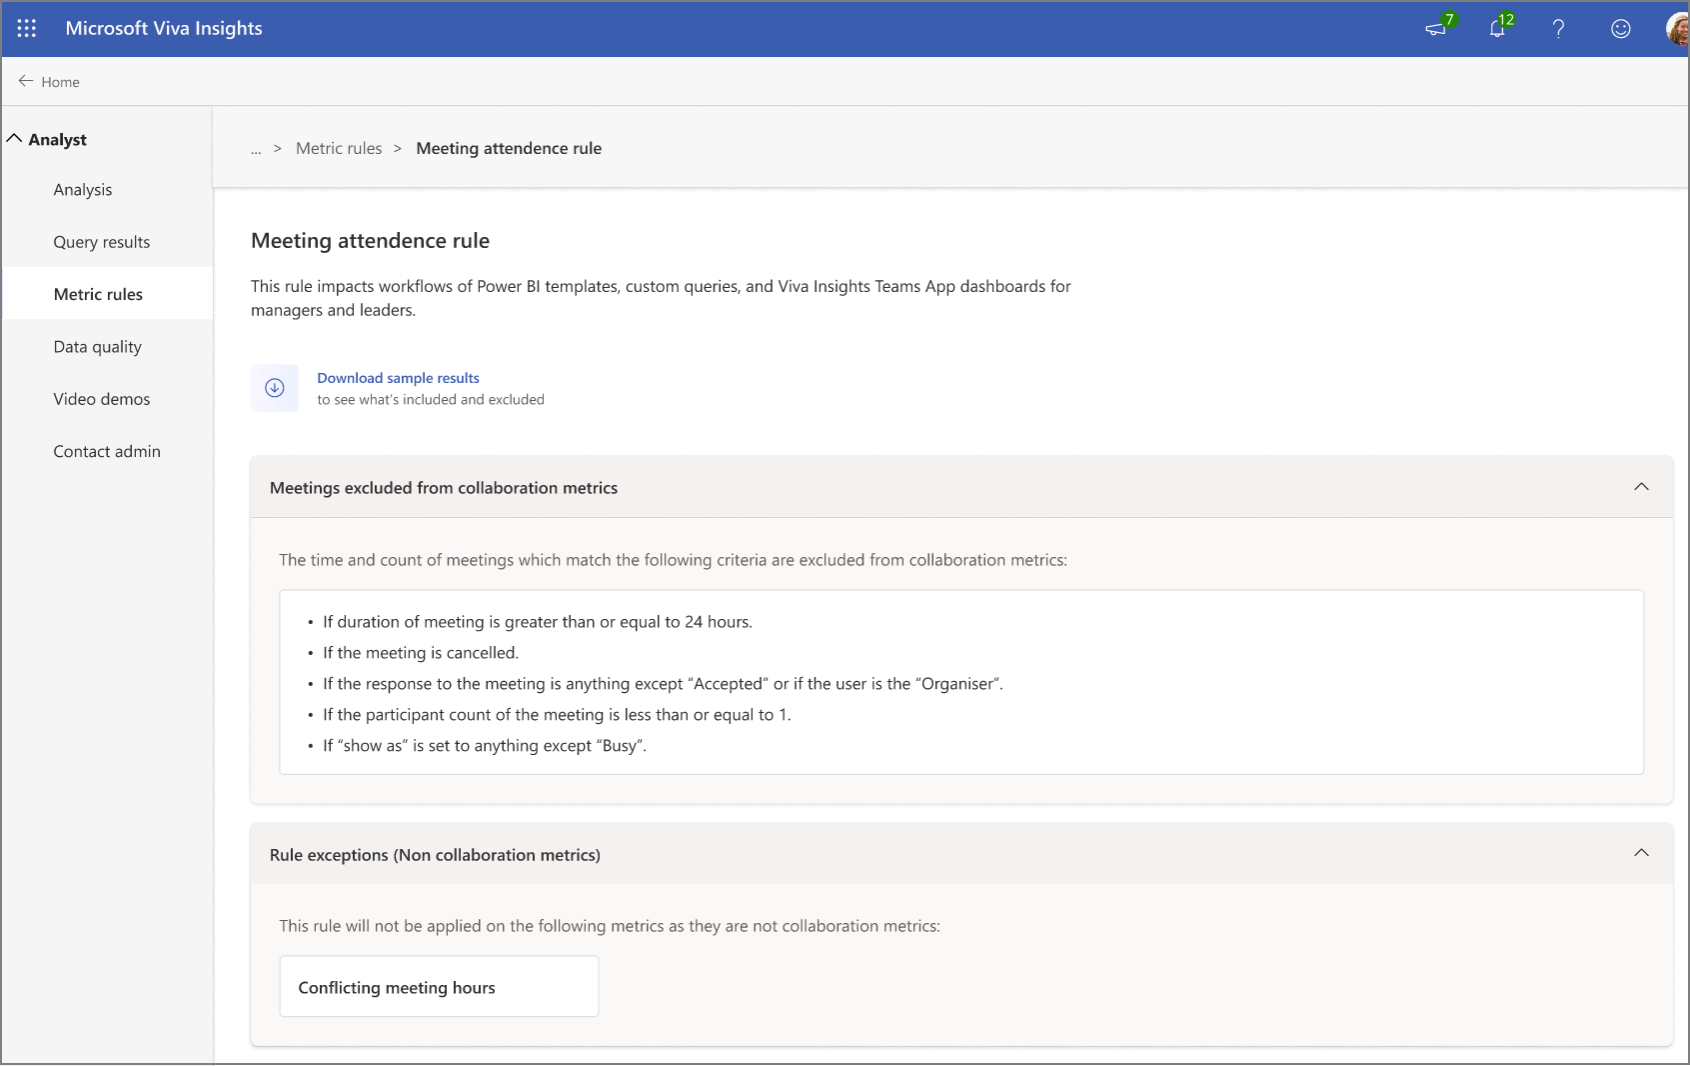 Microsoft Viva Insights
7
12
?
Home
Analyst
Analysis
Query results
Metric rules
Data quality
Video demos
Contact admin
... > Metric rules > Meeting attendence rule
Meeting attendence rule
This rule impacts workflows of Power BI templates, custom queries, and Viva Insights Teams App dashboards for
managers and leaders.
Download sample results
to see what's included and excluded
Meetings excluded from collaboration metrics
The time and count of meetings which match the following criteria are excluded from collaboration metrics:
• If duration of meeting is greater than or equal to 24 hours.
• If the meeting is cancelled.
• If the response to the meeting is anything except “Accepted” or if the user is the “Organiser”.
• If the participant count of the meeting is less than or equal to 1.
• If “show as” is set to anything except “Busy”.
Rule exceptions (Non collaboration metrics)
This rule will not be applied on the following metrics as they are not collaboration metrics:
Conflicting meeting hours